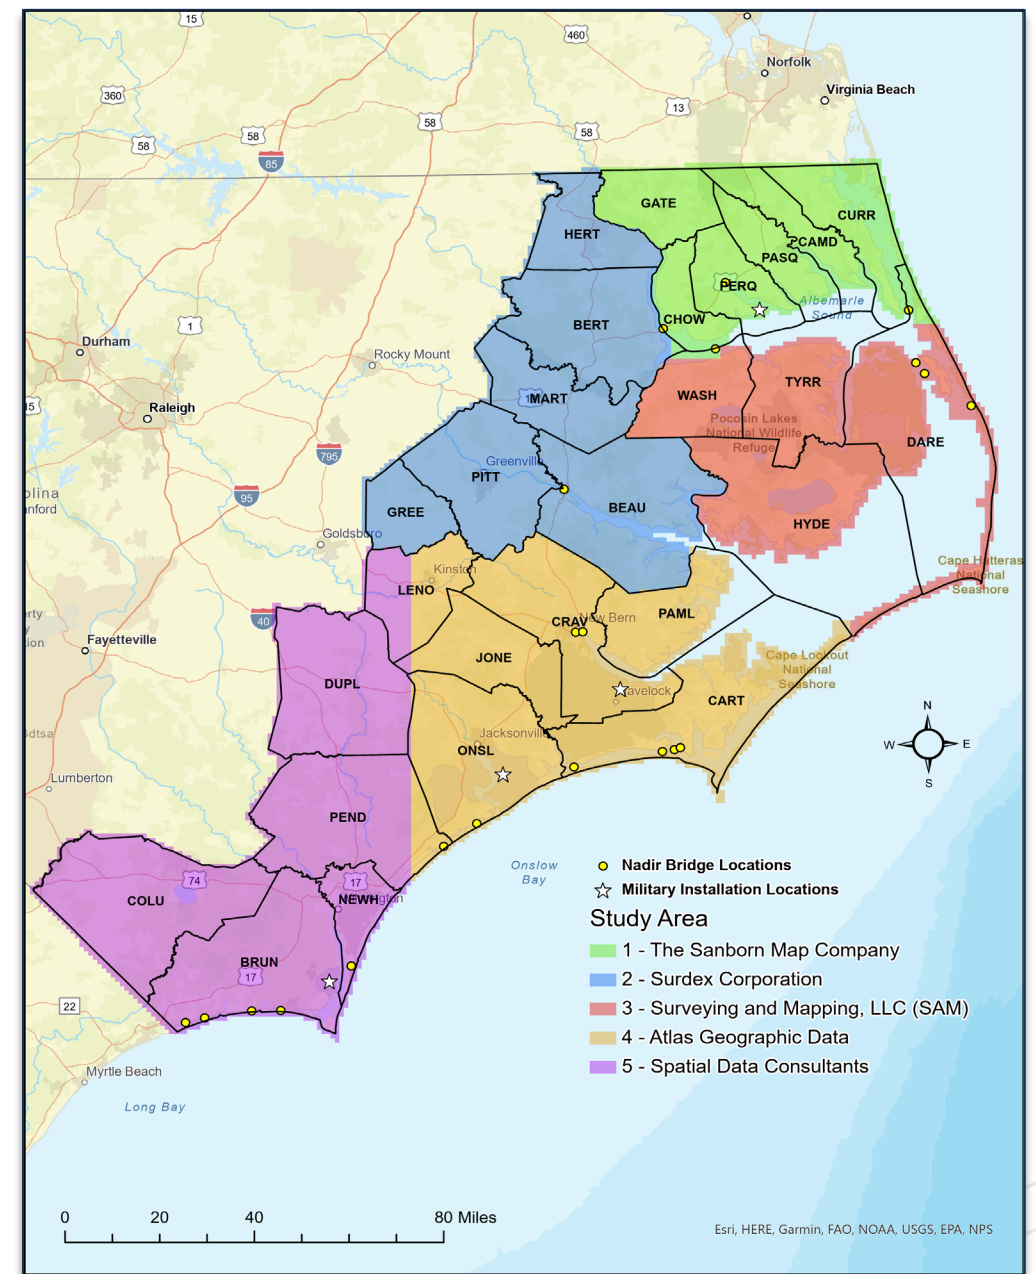 15
460
Norfolk
360
Virginia Beach
13
58
58
58
58
85
GATE
CURR
HERT
CAMD
PASQ
PERQ
Albemarle
Sound
CHOW
BERT
1
Durham
Rocky Mount
TYRR
WASH
MART
15
Raleigh
Pocosin Lakes
National Wildlife
Refuge
DARE
795
Greenville
PITT
95
GREE
BEAU
HYDE
Goldsboro
Cape Hatteras
National
Seashore
Kinston
LENO
PAML
40
CRAV
New Bern
Fayetteville
JONE
Cape Lookout
National
Seashore
DUPL
CART
N
W
E
S
Jacksonville
ONSL
Lumberton
PEND
Onslow
Bay
74
17
NEWH
COLU
BRUN
17
22
Myrtle Beach
Long Bay
Nadir Bridge Locations
Military Installation Locations
Study Area
1 - The Sanborn Map Company
2 - Surdex Corporation
3 - Surveying and Mapping, LLC (SAM)
4 - Atlas Geographic Data
5 - Spatial Data Consultants
0 20 40 80 Miles
Esri, HERE, Garmin, FAO, NOAA, USGS, EPA, NPS